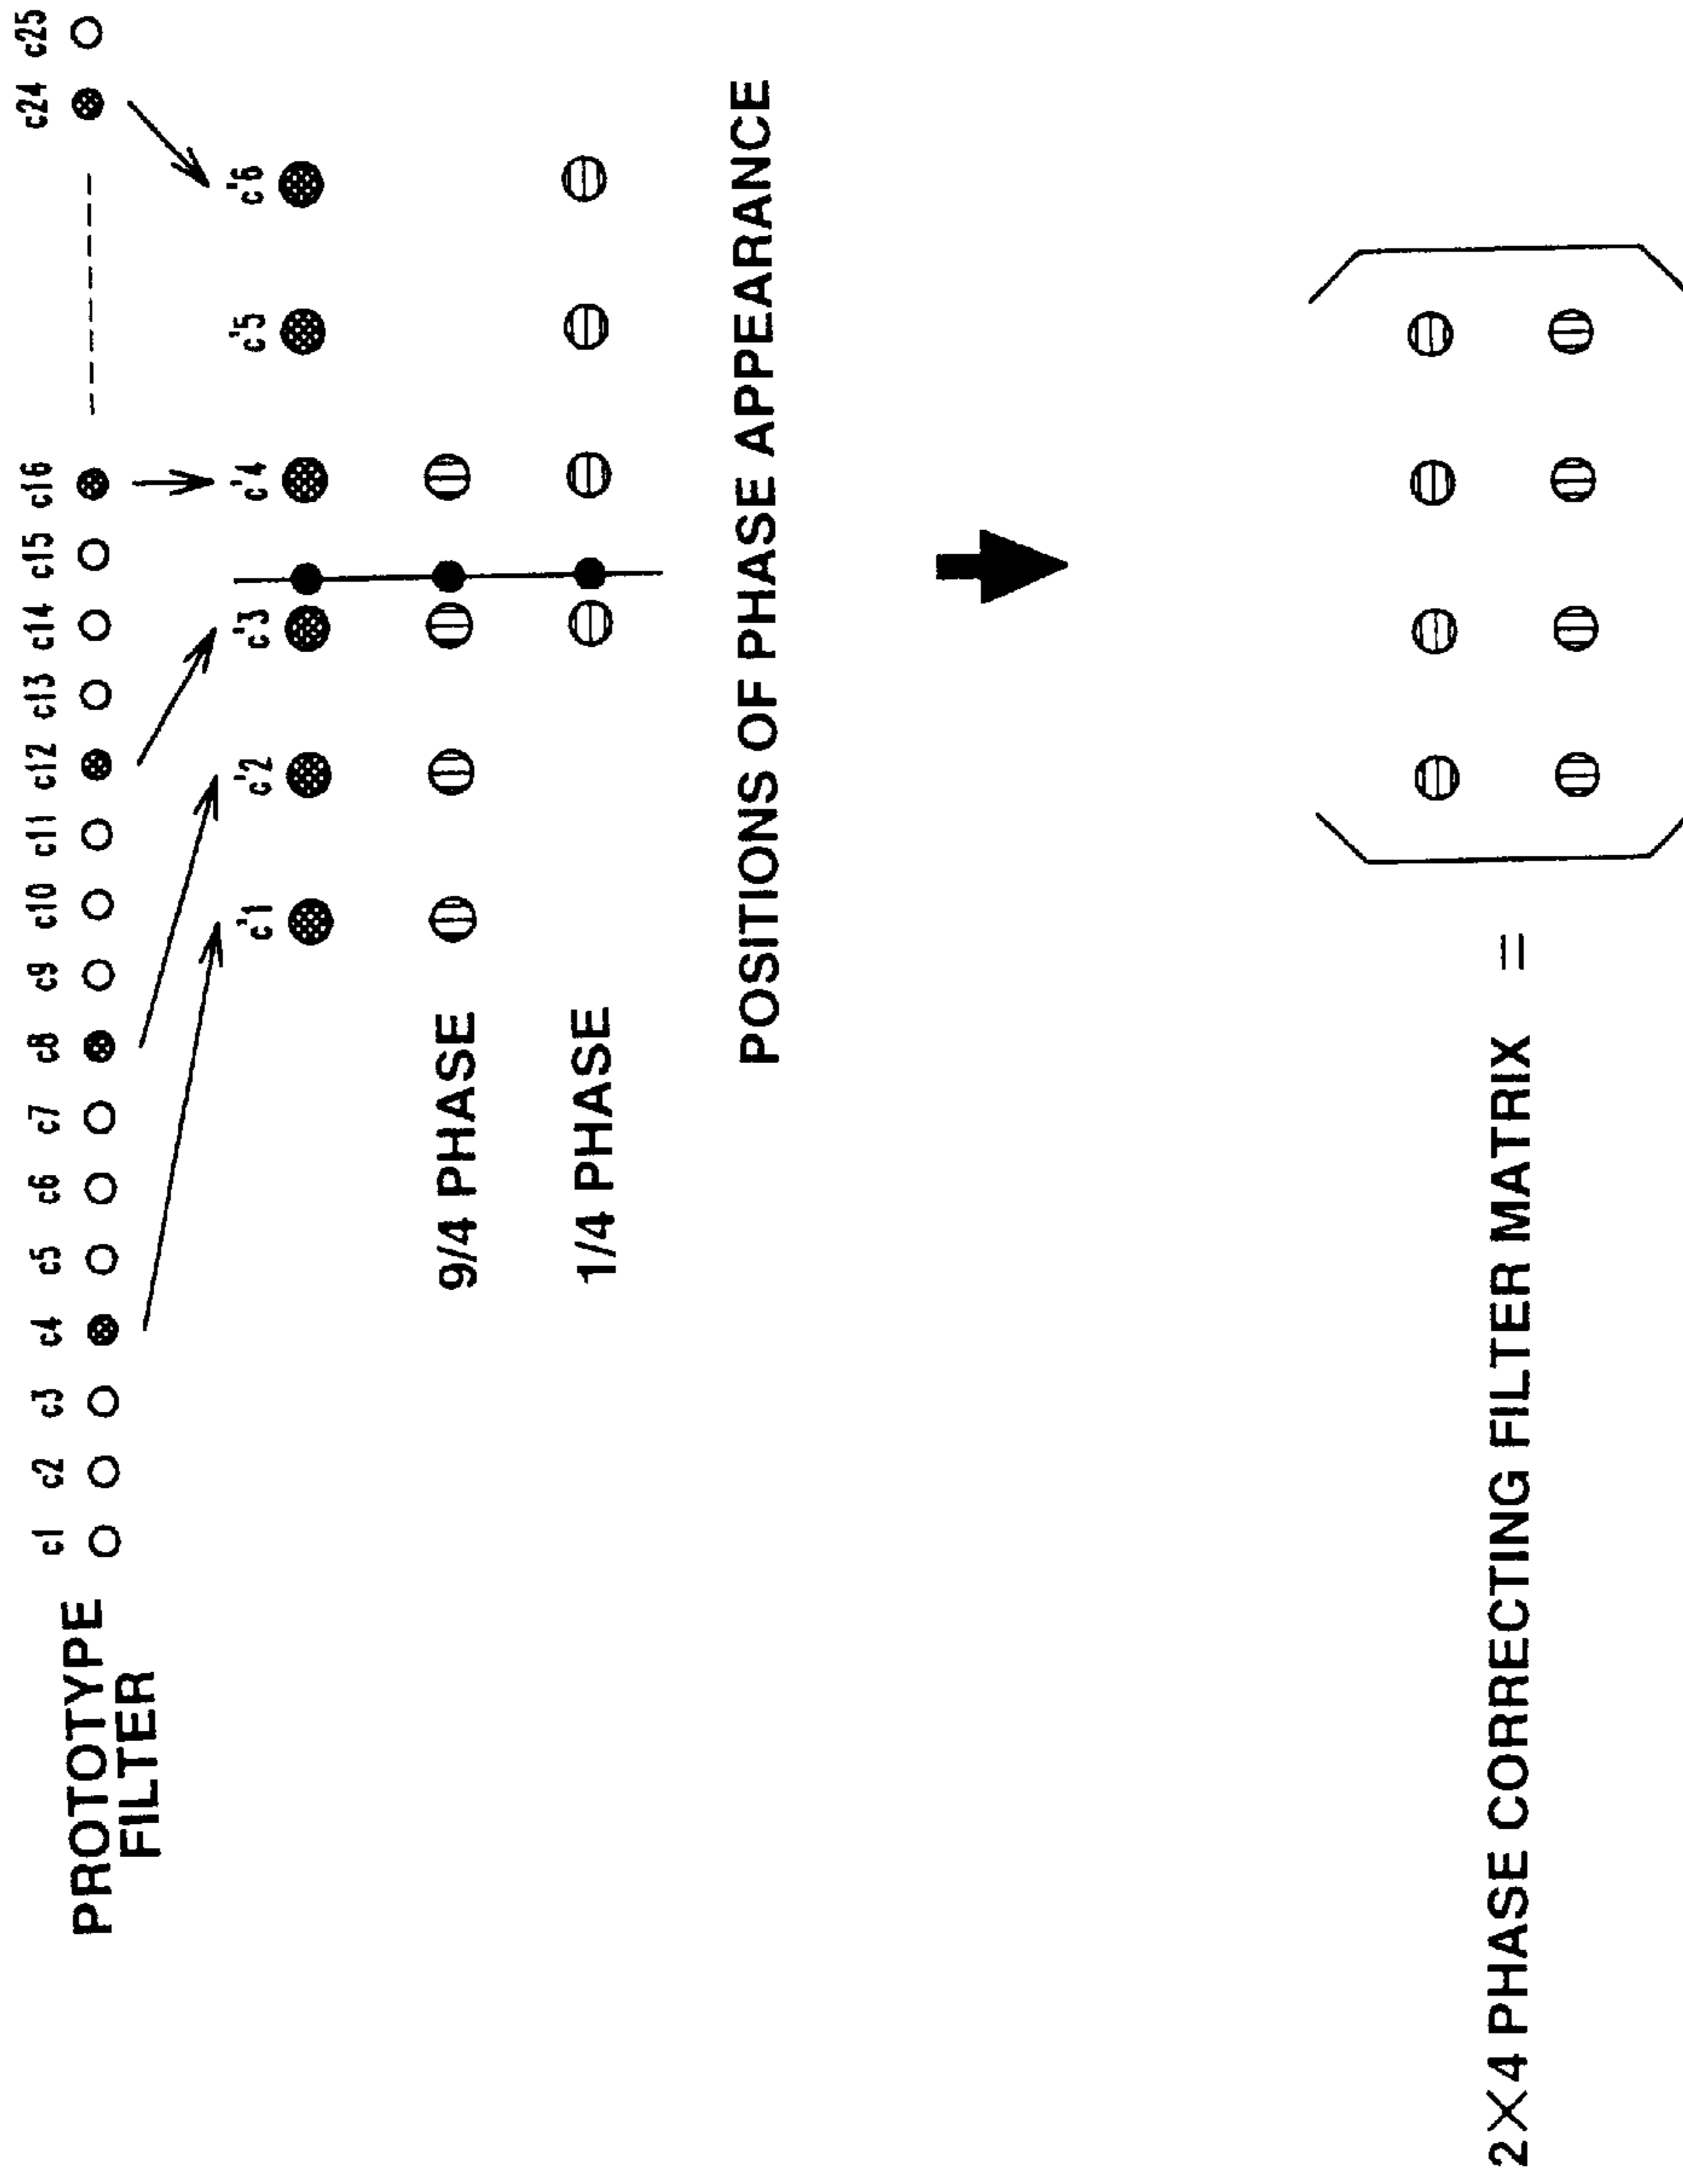 c1 c2 c3 c4 c5 c6 c7 c8 c9 c10 c11 c12 c13 c14 c15 c16 c24 c25
PROTOTYPE
FILTER
c'1 c'2 c'3 c'4 c'5 c'6
9/4 PHASE
1/4 PHASE
POSITIONS OF PHASE APPEARANCE
2×4 PHASE CORRECTING FILTER MATRIX =